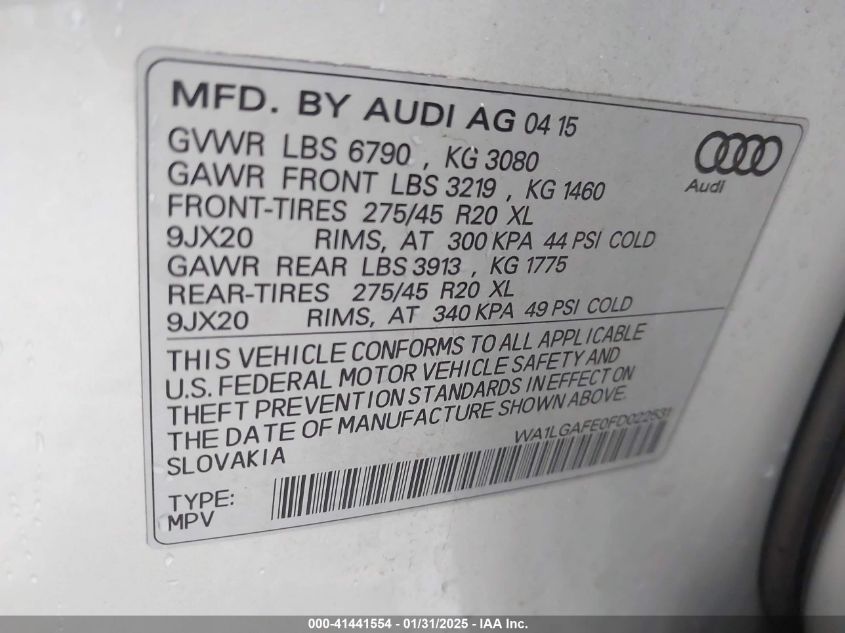 MFD. BY AUDI AG 04 15
GVWR LBS 6790 , KG 3080
GAWR FRONT LBS 3219 , KG 1460
FRONT-TIRES 275/45 R20 XL
9JX20 RIMS, AT 300 KPA 44 PSI COLD
GAWR REAR LBS 3913 , KG 1775
REAR-TIRES 275/45 R20 XL
9JX20 RIMS, AT 340 KPA 49 PSI COLD
Audi
THIS VEHICLE CONFORMS TO ALL APPLICABLE
U.S. FEDERAL MOTOR VEHICLE SAFETY AND
THEFT PREVENTION STANDARDS IN EFFECT ON
THE DATE OF MANUFACTURE SHOWN ABOVE.
SLOVAKIA
WA1LGAFE0FD022531
TYPE:
MPV
000-41441554 / 01/31/2025 - IAA Inc.